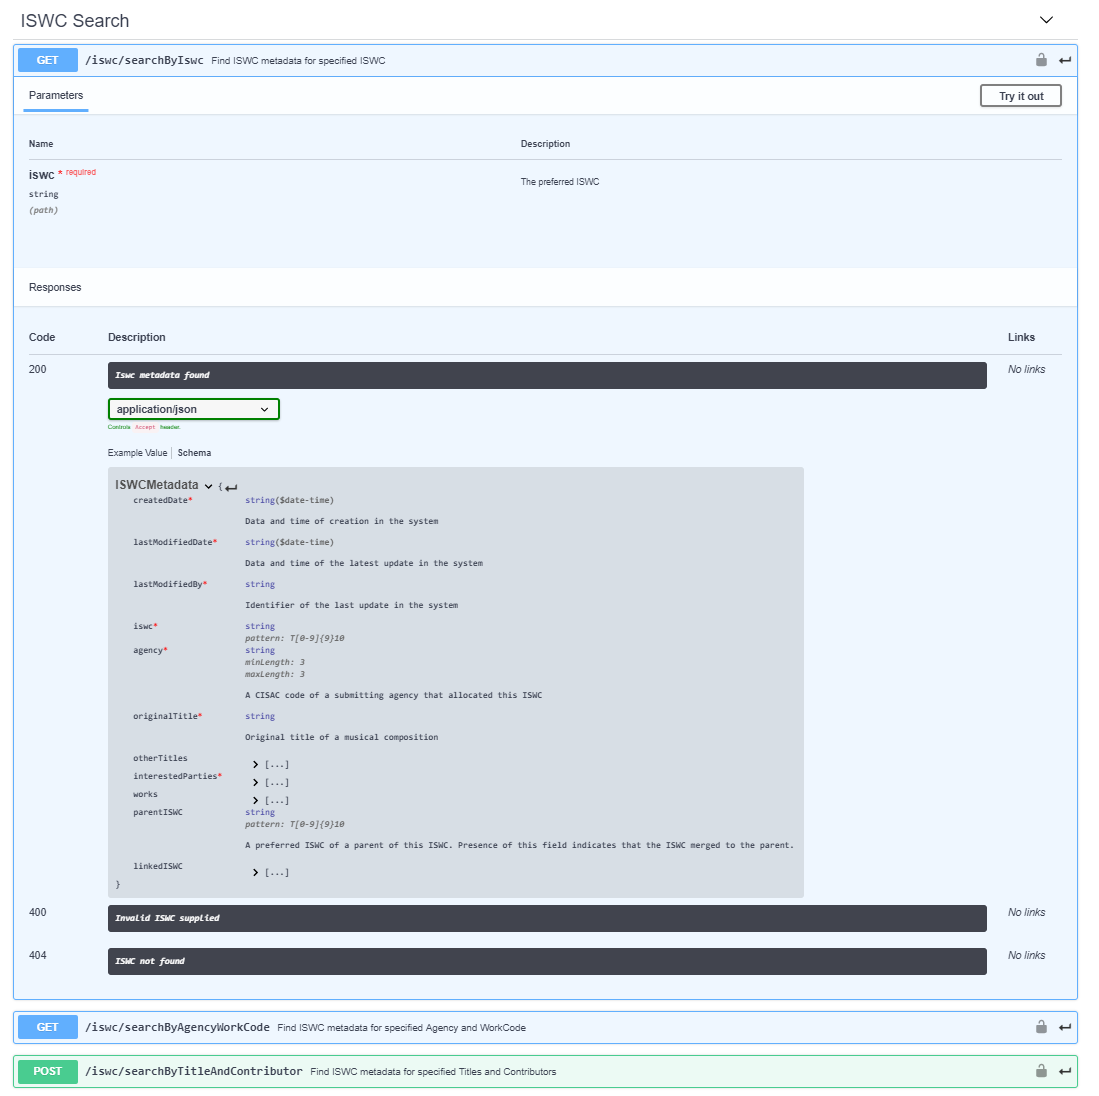 ISWC Search
GET /iswc/searchByIswc Find ISWC metadata for specified ISWC
Parameters
Try it out
Name Description
iswc * required
The preferred ISWC
string
(path)
Responses
Code Description Links
200 Iswc metadata found No links
application/json
Controls Accept header.
Example Value Schema
ISWCMetadata {
createdDate* string($date-time)
Data and time of creation in the system
lastModifiedDate* string($date-time)
Data and time of the latest update in the system
lastModifiedBy* string
Identifier of the last update in the system
iswc* string
pattern: T[0-9]{9}10
agency* string
minLength: 3
maxLength: 3
A CISAC code of a submitting agency that allocated this ISWC
originalTitle* string
Original title of a musical composition
otherTitles [...]
interestedParties* [...]
works [...]
parentISWC string
pattern: T[0-9]{9}10
A preferred ISWC of a parent of this ISWC. Presence of this field indicates that the ISWC merged to the parent.
linkedISWC [...]
}
400 Invalid ISWC supplied No links
404 ISWC not found No links
GET /iswc/searchByAgencyWorkCode Find ISWC metadata for specified Agency and WorkCode
POST /iswc/searchByTitleAndContributor Find ISWC metadata for specified Titles and Contributors